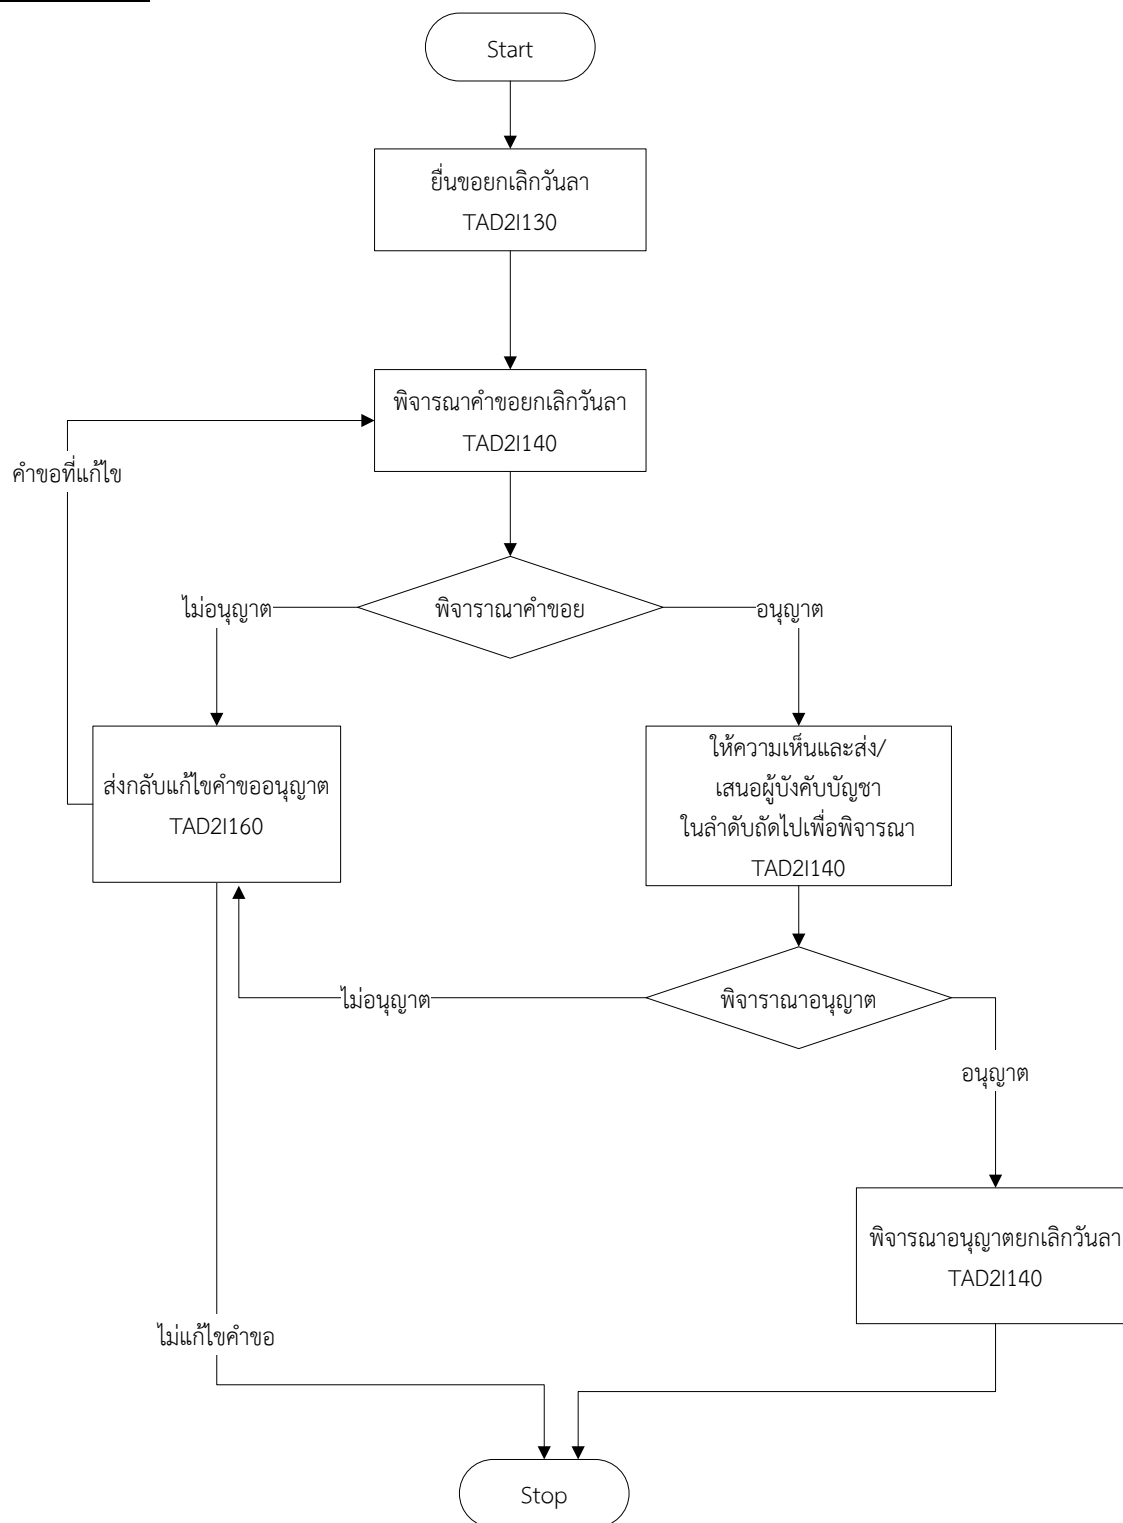 Start
ยื่นขอยกเลิกวันลา
TAD2I130
พิจารณาคำขอยกเลิกวันลา
TAD2I140
คำขอที่แก้ไข
ไม่อนุญาต
พิจาราณาคำขอย
อนุญาต
ส่งกลับแก้ไขคำขออนุญาต
TAD2I160
ให้ความเห็นและส่ง/
เสนอผู้บังคับบัญชา
ในลำดับถัดไปเพื่อพิจารณา
TAD2I140
ไม่อนุญาต
พิจาราณาอนุญาต
อนุญาต
พิจารณาอนุญาตยกเลิกวันลา
TAD2I140
ไม่แก้ไขคำขอ
Stop